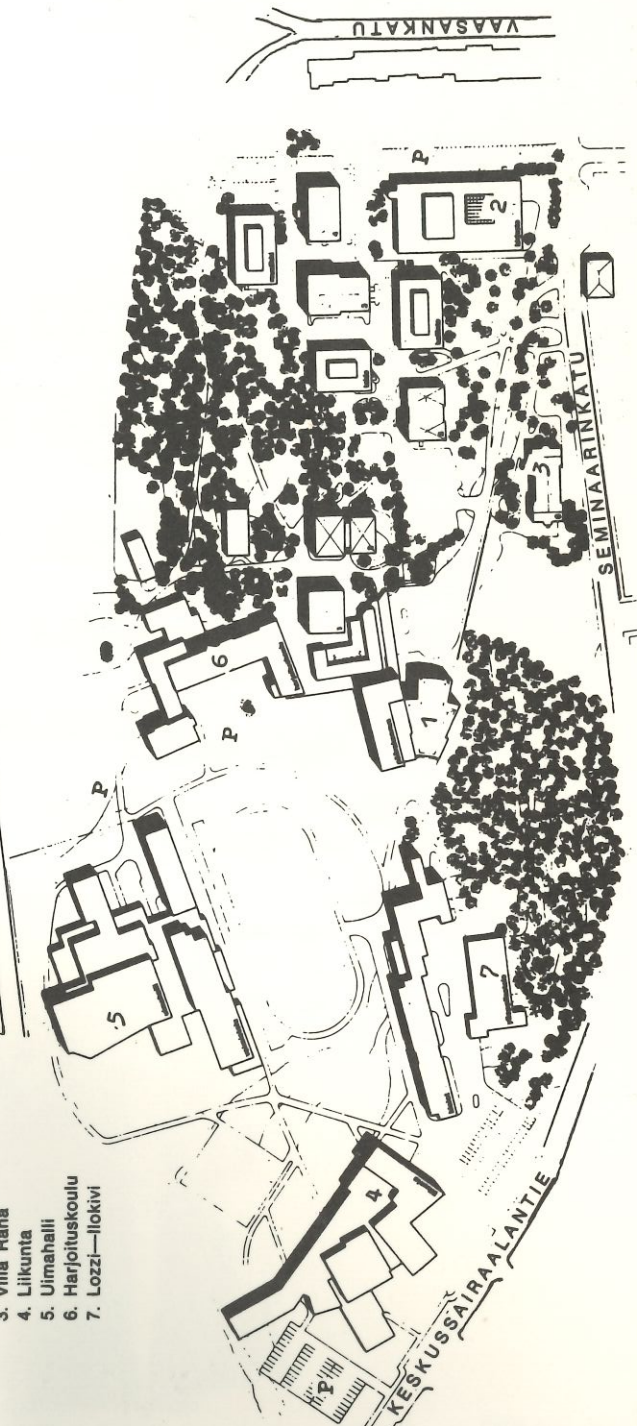 3. Villa Rana
4. Liikunta
5. Uimahalli
6. Harjoituskoulu
7. Lozzi—Ilokivi
VAASANKATU
P
2
3
SEMINAARINKATU
6
P
1
P
5
7
4
P
KESKUSSAIRAALANTIE